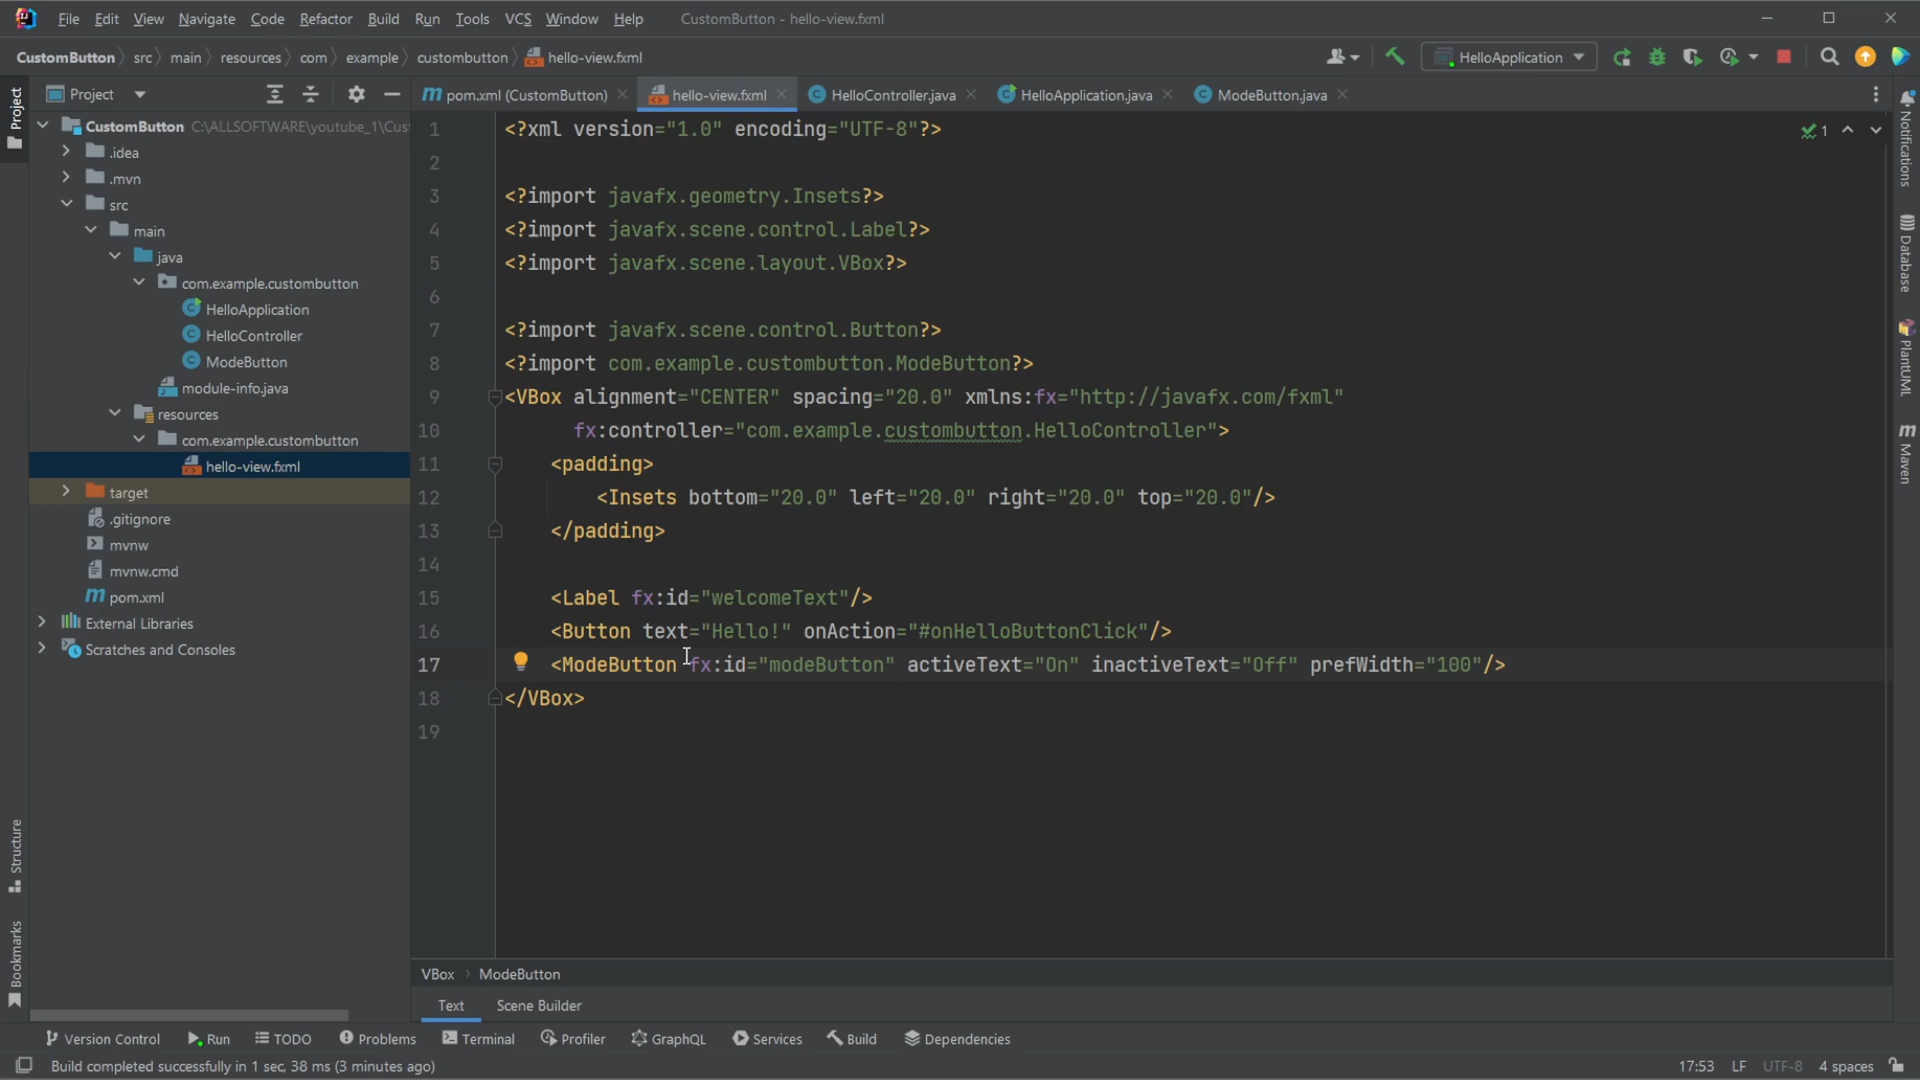 File Edit View Navigate Code Refactor Build Run Tools VCS Window Help CustomButton - hello-view.fxml
CustomButton src main resources com example custombutton hello-view.fxml HelloApplication
Project
pom.xml (CustomButton) hello-view.fxml HelloController.java HelloApplication.java ModeButton.java
CustomButton C:\ALLSOFTWARE\youtube_1\Cus
.idea
.mvn
src
main
java
com.example.custombutton
HelloApplication
HelloController
ModeButton
module-info.java
resources
com.example.custombutton
hello-view.fxml
target
.gitignore
mvnw
mvnw.cmd
pom.xml
External Libraries
Scratches and Consoles
1 <?xml version="1.0" encoding="UTF-8"?>
2
3 <?import javafx.geometry.Insets?>
4 <?import javafx.scene.control.Label?>
5 <?import javafx.scene.layout.VBox?>
6
7 <?import javafx.scene.control.Button?>
8 <?import com.example.custombutton.ModeButton?>
9 <VBox alignment="CENTER" spacing="20.0" xmlns:fx="http://javafx.com/fxml"
10 fx:controller="com.example.custombutton.HelloController">
11 <padding>
12 <Insets bottom="20.0" left="20.0" right="20.0" top="20.0"/>
13 </padding>
14
15 <Label fx:id="welcomeText"/>
16 <Button text="Hello!" onAction="#onHelloButtonClick"/>
17 <ModeButton fx:id="modeButton" activeText="On" inactiveText="Off" prefWidth="100"/>
18 </VBox>
19
1
Project
Structure
Bookmarks
Notifications
Database
PlantUML
Maven
VBox ModeButton
Text Scene Builder
Version Control Run TODO Problems Terminal Profiler GraphQL Services Build Dependencies
Build completed successfully in 1 sec, 38 ms (3 minutes ago) 17:53 LF UTF-8 4 spaces